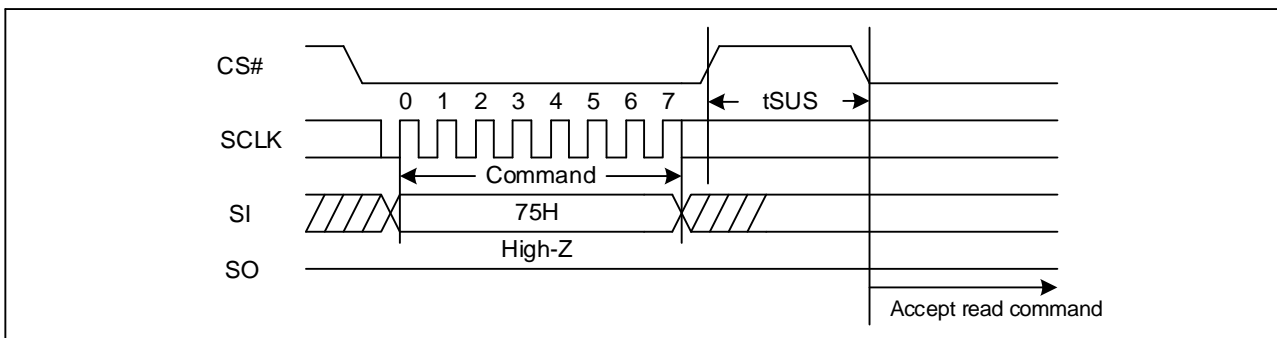 CS#
0 1 2 3 4 5 6 7
tSUS
SCLK
Command
SI
75H
High-Z
SO
Accept read command